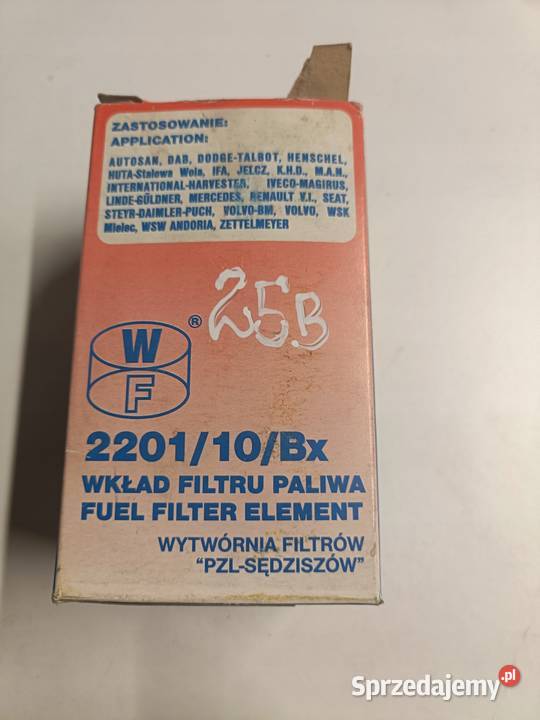 ZASTOSOWANIE:
APPLICATION:
AUTOSAN, DAB, DODGE-TALBOT, HENSCHEL,
HUTA-Stalowa Wola, IFA, JELCZ, K.H.D., M.A.N.,
INTERNATIONAL-HARVESTER, IVECO-MAGIRUS,
LINDE-GÜLDNER, MERCEDES, RENAULT V.I., SEAT,
STEYR-DAIMLER-PUCH, VOLVO-BM, VOLVO, WSK
Mielec, WSW ANDORIA, ZETTELMEYER
25B
W
F
®
2201/10/Bx
WKŁAD FILTRU PALIWA
FUEL FILTER ELEMENT
WYTWÓRNIA FILTRÓW
"PZL-SĘDZISZÓW"
Sprzedajemy.pl